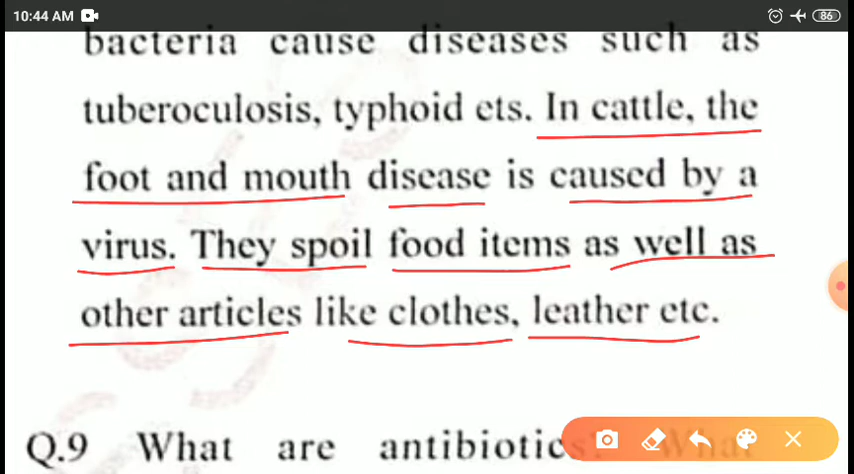 10:44 AM
86
bacteria cause diseases such as
tuberoculosis, typhoid ets. In cattle, the
foot and mouth disease is caused by a
virus. They spoil food items as well as
other articles like clothes, leather etc.
Q.9 What are antibiotics? What